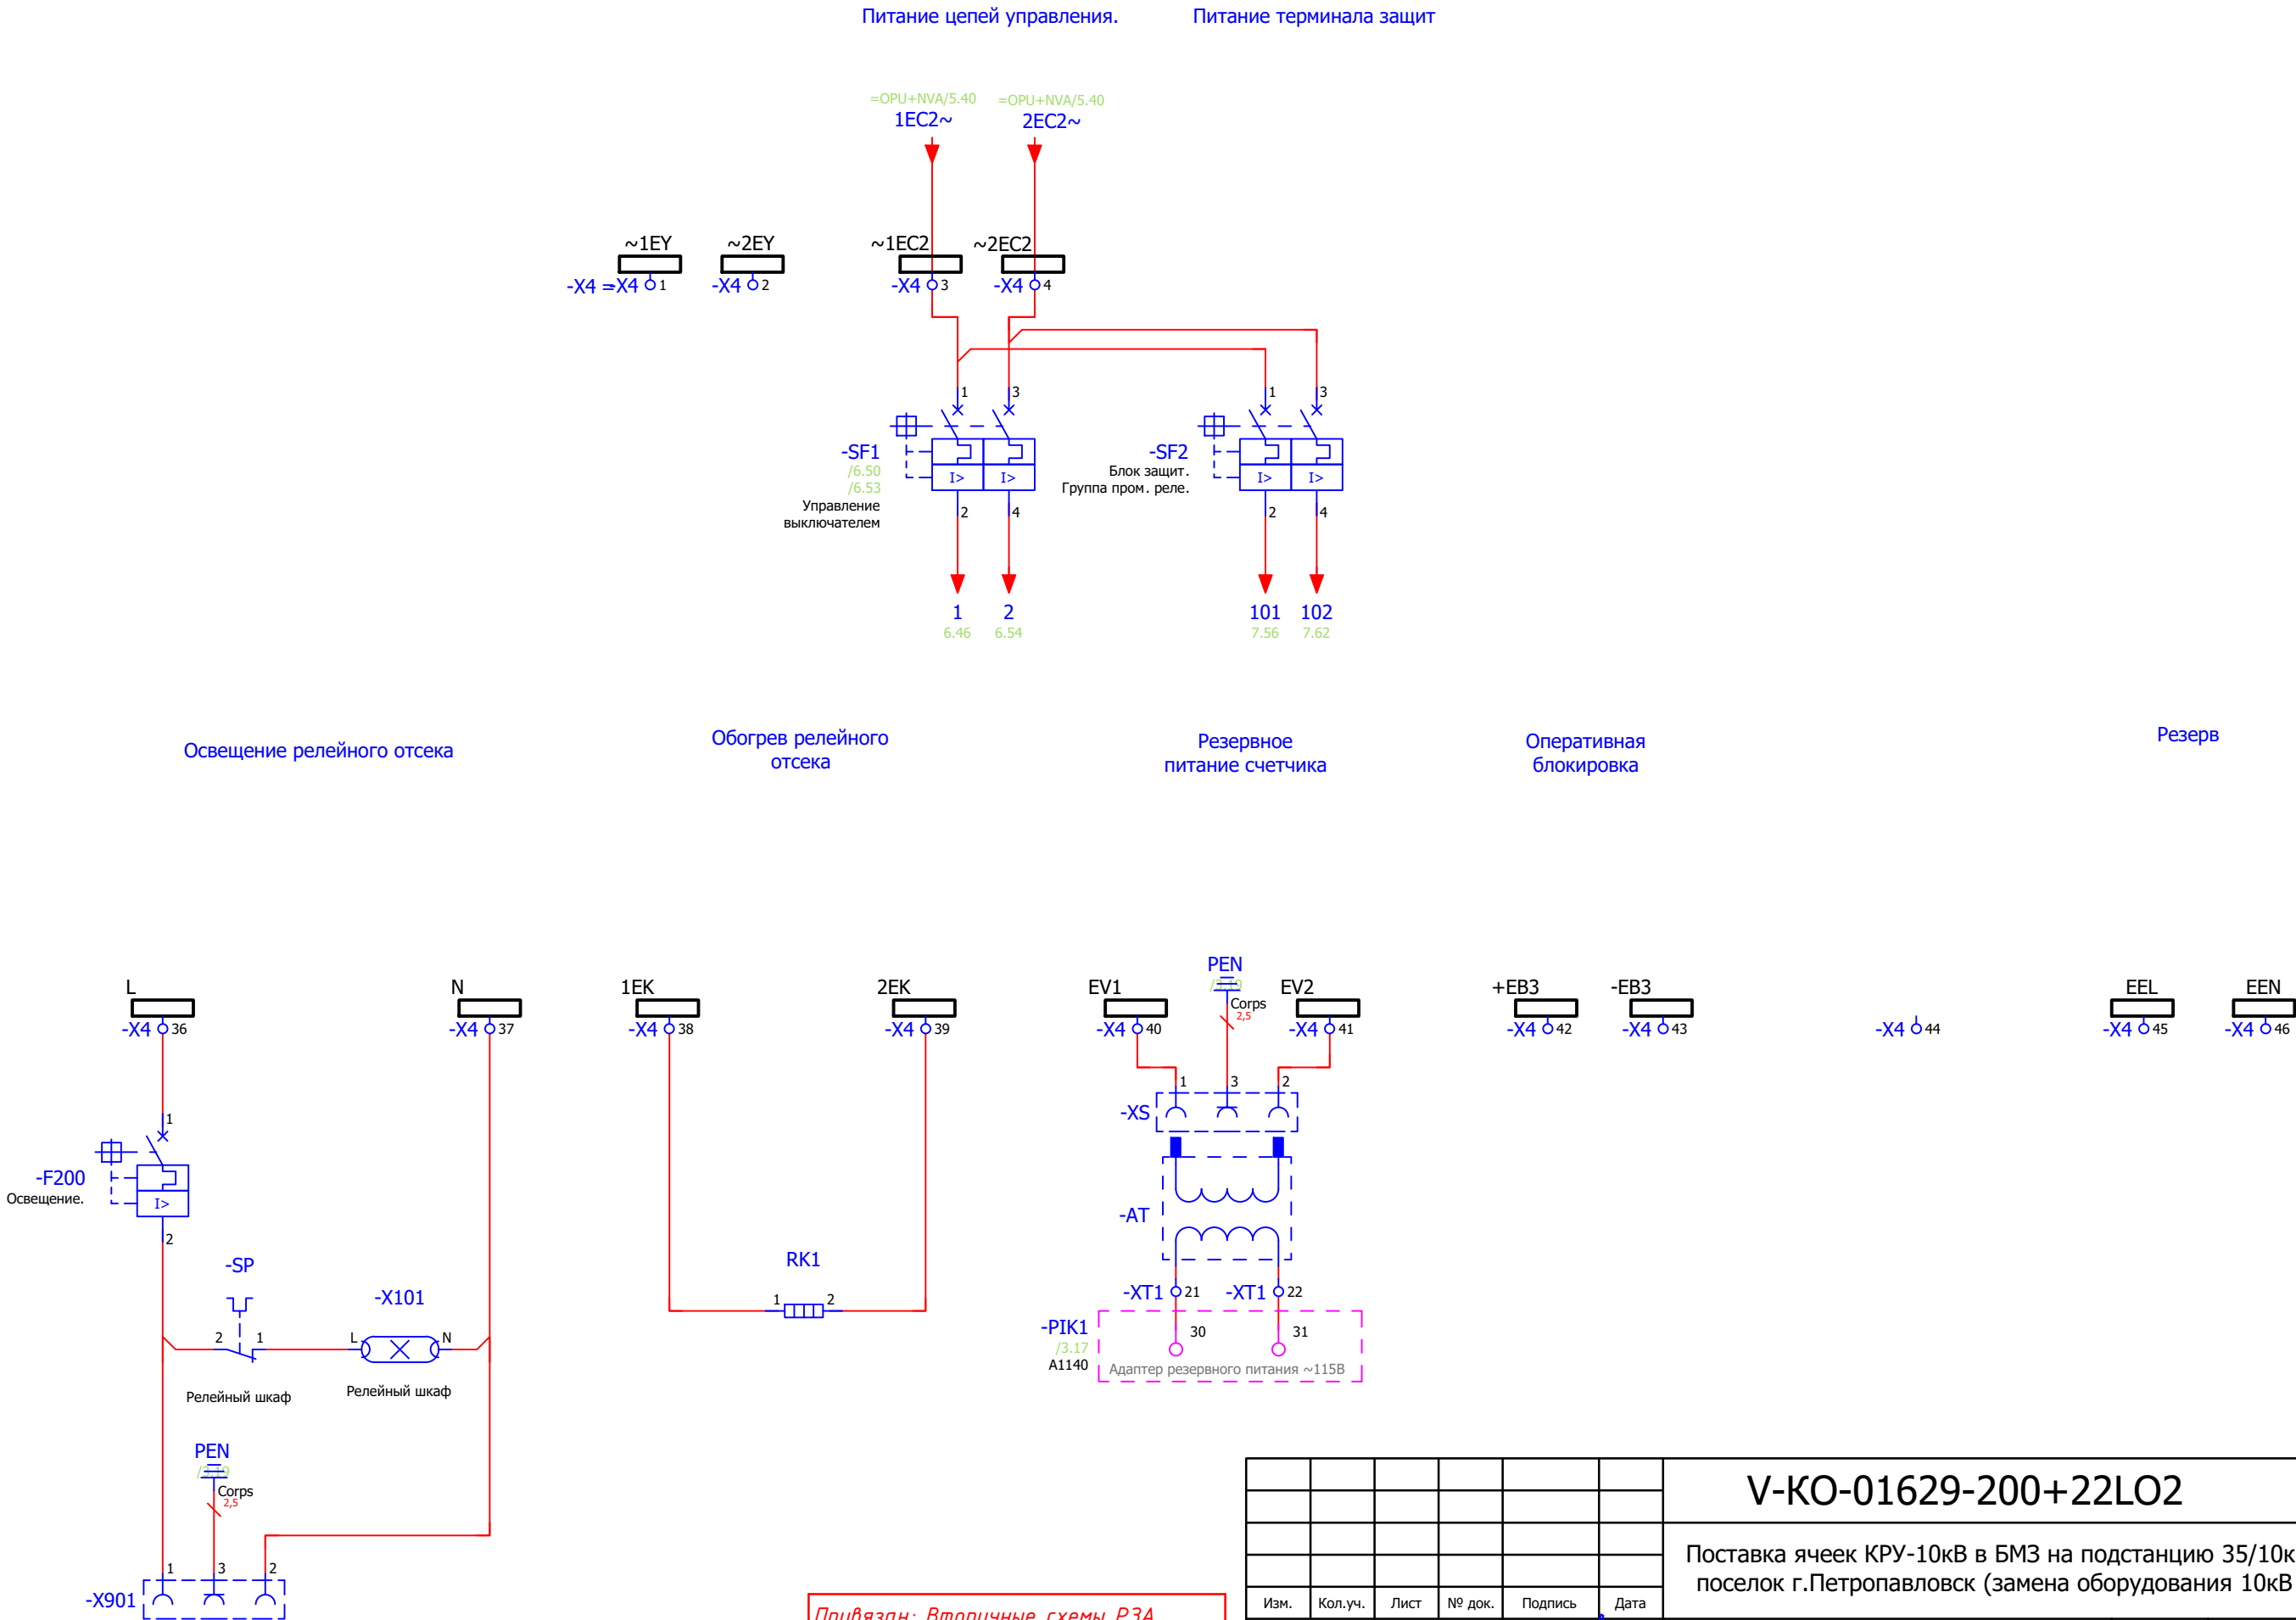 Питание цепей управления. Питание терминала защит
=OPU+NVA/5.40 =OPU+NVA/5.40
1EC2~ 2EC2~
~1EY ~2EY ~1EC2 ~2EC2
-X4 = -X4 1 -X4 2 -X4 3 -X4 4
1 3 1 3
-SF1 -SF2
/6.50 Блок защит.
/6.53 Группа пром. реле.
I> I> I> I>
Управление
выключателем
2 4 2 4
1 2 101 102
6.46 6.54 7.56 7.62
Освещение релейного отсека
Обогрев релейного
отсека
Резервное
питание счетчика
Оперативная
блокировка
Резерв
L N 1EK 2EK EV1 PEN EV2 +EB3 -EB3 EEL EEN
/3.19
Corps
2,5
-X4 36 -X4 37 -X4 38 -X4 39 -X4 40 -X4 41 -X4 42 -X4 43 -X4 44 -X4 45 -X4 46
1 3 2
-XS
1
-F200
Освещение.
I>
2
-AT
-SP
RK1
-X101
1 2
-XT1 21 -XT1 22
2 1 L N
-PIK1 30 31
/3.17
A1140 Адаптер резервного питания ~115В
Релейный шкаф Релейный шкаф
PEN
/3.19
Corps
2,5
1 3 2
-X901
V-КО-01629-200+22LO2
Поставка ячеек КРУ-10кВ в БМЗ на подстанцию 35/10к
поселок г.Петропавловск (замена оборудования 10кВ
Изм. Кол.уч. Лист № док. Подпись Дата
Привязан: Вторичные схемы РЗА